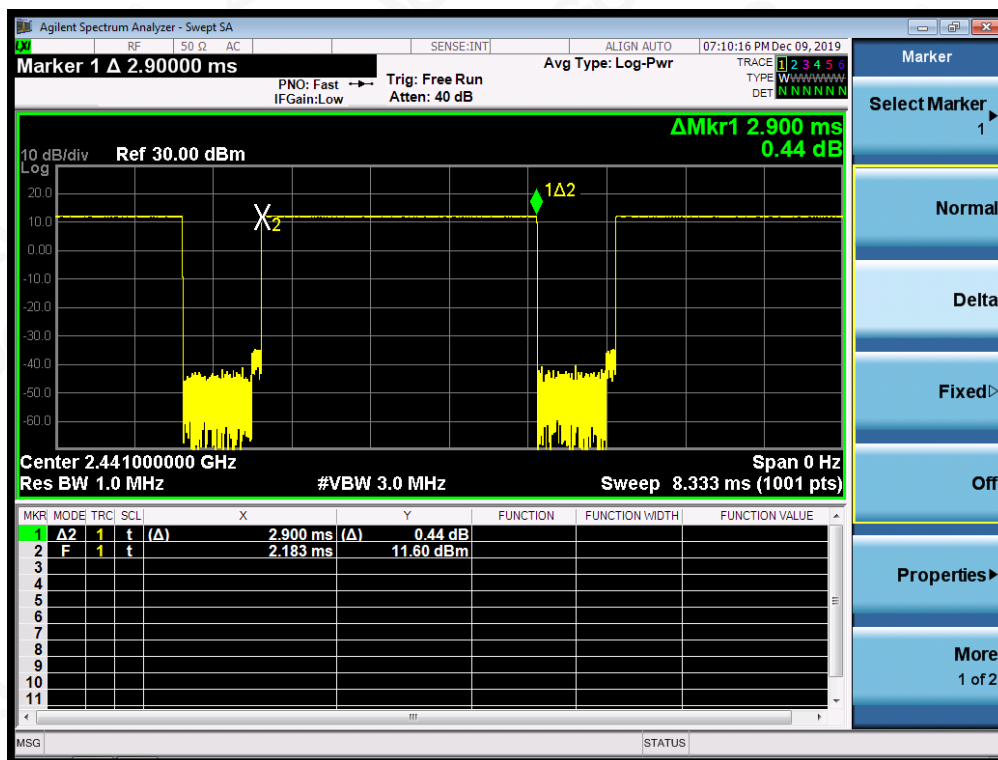 Agilent Spectrum Analyzer - Swept SA
LXI RF 50 Ω AC SENSE:INT ALIGN AUTO 07:10:16 PM Dec 09, 2019
Marker 1 Δ 2.90000 ms
PNO: Fast
IFGain:Low
Trig: Free Run
Atten: 40 dB
Avg Type: Log-Pwr
TRACE 1 2 3 4 5 6
TYPE WWWWWW
DET N N N N N N
ΔMkr1 2.900 ms
0.44 dB
10 dB/div Ref 30.00 dBm
Log
20.0
10.0
0.00
-10.0
-20.0
-30.0
-40.0
-50.0
-60.0
X2
1Δ2
Center 2.441000000 GHz Span 0 Hz
Res BW 1.0 MHz #VBW 3.0 MHz Sweep 8.333 ms (1001 pts)
MKR MODE TRC SCL X Y FUNCTION FUNCTION WIDTH FUNCTION VALUE
1 Δ2 1 t (Δ) 2.900 ms (Δ) 0.44 dB
2 F 1 t 2.183 ms 11.60 dBm
3
4
5
6
7
8
9
10
11
MSG STATUS
Marker
Select Marker
1
Normal
Delta
Fixed
Off
Properties
More
1 of 2